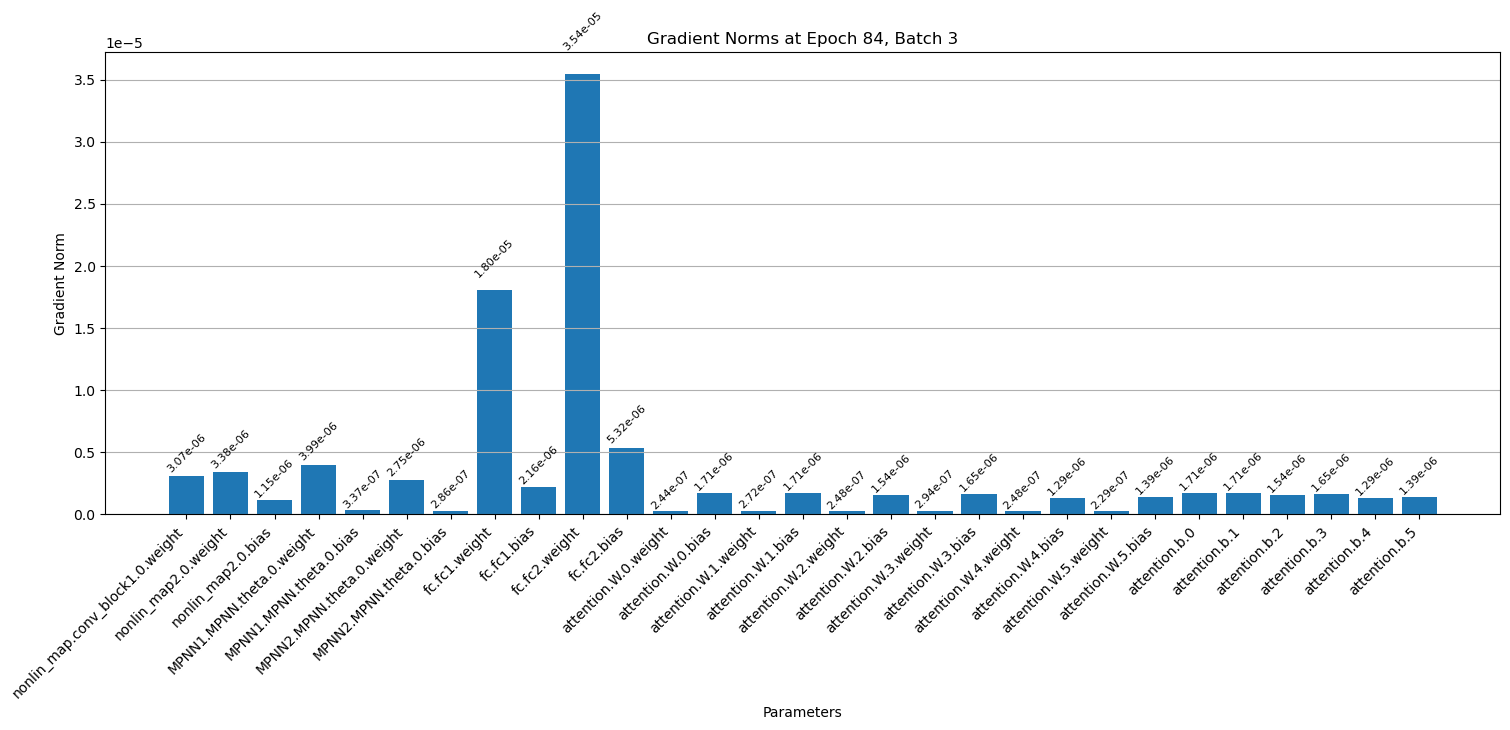 Gradient Norms at Epoch 84, Batch 3
1e−5
3.5
3.0
2.5
2.0
1.5
1.0
0.5
0.0
Gradient Norm
3.07e-06
3.38e-06
1.15e-06
3.99e-06
3.37e-07
2.75e-06
2.86e-07
1.80e-05
2.16e-06
3.54e-05
5.32e-06
2.44e-07
1.71e-06
2.72e-07
1.71e-06
2.48e-07
1.54e-06
2.94e-07
1.65e-06
2.48e-07
1.29e-06
2.29e-07
1.39e-06
1.71e-06
1.71e-06
1.54e-06
1.65e-06
1.29e-06
1.39e-06
nonlin_map.conv_block1.0.weight
nonlin_map2.0.weight
nonlin_map2.0.bias
MPNN1.MPNN.theta.0.weight
MPNN1.MPNN.theta.0.bias
MPNN2.MPNN.theta.0.weight
MPNN2.MPNN.theta.0.bias
fc.fc1.weight
fc.fc1.bias
fc.fc2.weight
fc.fc2.bias
attention.W.0.weight
attention.W.0.bias
attention.W.1.weight
attention.W.1.bias
attention.W.2.weight
attention.W.2.bias
attention.W.3.weight
attention.W.3.bias
attention.W.4.weight
attention.W.4.bias
attention.W.5.weight
attention.W.5.bias
attention.b.0
attention.b.1
attention.b.2
attention.b.3
attention.b.4
attention.b.5
Parameters